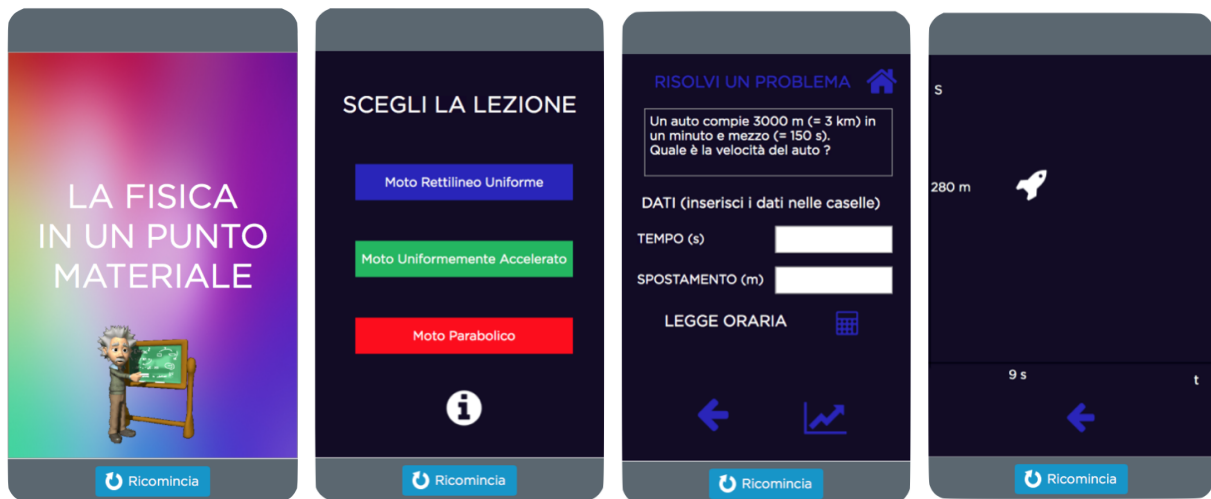 LA FISICA
IN UN PUNTO
MATERIALE
Ricomincia
SCEGLI LA LEZIONE
Moto Rettilineo Uniforme
Moto Uniformemente Accelerato
Moto Parabolico
Ricomincia
RISOLVI UN PROBLEMA
Un auto compie 3000 m (= 3 km) in
un minuto e mezzo (= 150 s).
Quale è la velocità del auto ?
DATI (inserisci i dati nelle caselle)
TEMPO (s)
SPOSTAMENTO (m)
LEGGE ORARIA
Ricomincia
S
280 m
9 s
t
Ricomincia